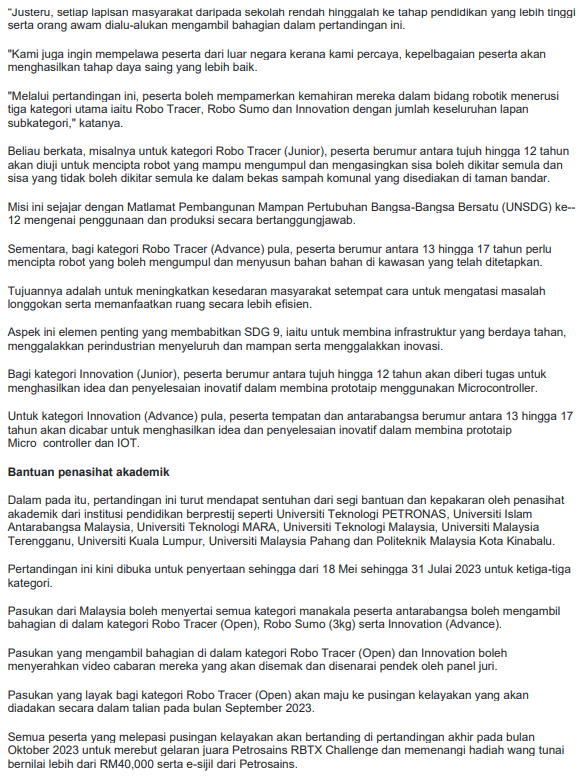 "Justeru, setiap lapisan masyarakat daripada sekolah rendah hinggalah ke tahap pendidikan yang lebih tinggi
serta orang awam dialu-alukan mengambil bahagian dalam pertandingan ini.
"Kami juga ingin mempelawa peserta dari luar negara kerana kami percaya, kepelbagaian peserta akan
menghasilkan tahap daya saing yang lebih baik.
"Melalui pertandingan ini, peserta boleh mempamerkan kemahiran mereka dalam bidang robotik menerusi
tiga kategori utama iaitu Robo Tracer, Robo Sumo dan Innovation dengan jumlah keseluruhan lapan
subkategori," katanya.
Beliau berkata, misalnya untuk kategori Robo Tracer (Junior), peserta berumur antara tujuh hingga 12 tahun
akan diuji untuk mencipta robot yang mampu mengumpul dan mengasingkan sisa boleh dikitar semula dan
sisa yang tidak boleh dikitar semula ke dalam bekas sampah komunal yang disediakan di taman bandar.
Misi ini sejajar dengan Matlamat Pembangunan Mampan Pertubuhan Bangsa-Bangsa Bersatu (UNSDG) ke--
12 mengenai penggunaan dan produksi secara bertanggungjawab.
Sementara, bagi kategori Robo Tracer (Advance) pula, peserta berumur antara 13 hingga 17 tahun perlu
mencipta robot yang boleh mengumpul dan menyusun bahan bahan di kawasan yang telah ditetapkan.
Tujuannya adalah untuk meningkatkan kesedaran masyarakat setempat cara untuk mengatasi masalah
longgokan serta memanfaatkan ruang secara lebih efisien.
Aspek ini elemen penting yang membabitkan SDG 9, iaitu untuk membina infrastruktur yang berdaya tahan,
menggalakkan perindustrian menyeluruh dan mampan serta menggalakkan inovasi.
Bagi kategori Innovation (Junior), peserta berumur antara tujuh hingga 12 tahun akan diberi tugas untuk
menghasilkan idea dan penyelesaian inovatif dalam membina prototaip menggunakan Microcontroller.
Untuk kategori Innovation (Advance) pula, peserta tempatan dan antarabangsa berumur antara 13 hingga 17
tahun akan dicabar untuk menghasilkan idea dan penyelesaian inovatif dalam membina prototaip
Micro controller dan IOT.
Bantuan penasihat akademik
Dalam pada itu, pertandingan ini turut mendapat sentuhan dari segi bantuan dan kepakaran oleh penasihat
akademik dari institusi pendidikan berprestij seperti Universiti Teknologi PETRONAS, Universiti Islam
Antarabangsa Malaysia, Universiti Teknologi MARA, Universiti Teknologi Malaysia, Universiti Malaysia
Terengganu, Universiti Kuala Lumpur, Universiti Malaysia Pahang dan Politeknik Malaysia Kota Kinabalu.
Pertandingan ini kini dibuka untuk penyertaan sehingga dari 18 Mei sehingga 31 Julai 2023 untuk ketiga-tiga
kategori.
Pasukan dari Malaysia boleh menyertai semua kategori manakala peserta antarabangsa boleh mengambil
bahagian di dalam kategori Robo Tracer (Open), Robo Sumo (3kg) serta Innovation (Advance).
Pasukan yang mengambil bahagian di dalam kategori Robo Tracer (Open) dan Innovation boleh
menyerahkan video cabaran mereka yang akan disemak dan disenarai pendek oleh panel juri.
Pasukan yang layak bagi kategori Robo Tracer (Open) akan maju ke pusingan kelayakan yang akan
diadakan secara dalam talian pada bulan September 2023.
Semua peserta yang melepasi pusingan kelayakan akan bertanding di pertandingan akhir pada bulan
Oktober 2023 untuk merebut gelaran juara Petrosains RBTX Challenge dan memenangi hadiah wang tunai
bernilai lebih dari RM40,000 serta e-sijil dari Petrosains.